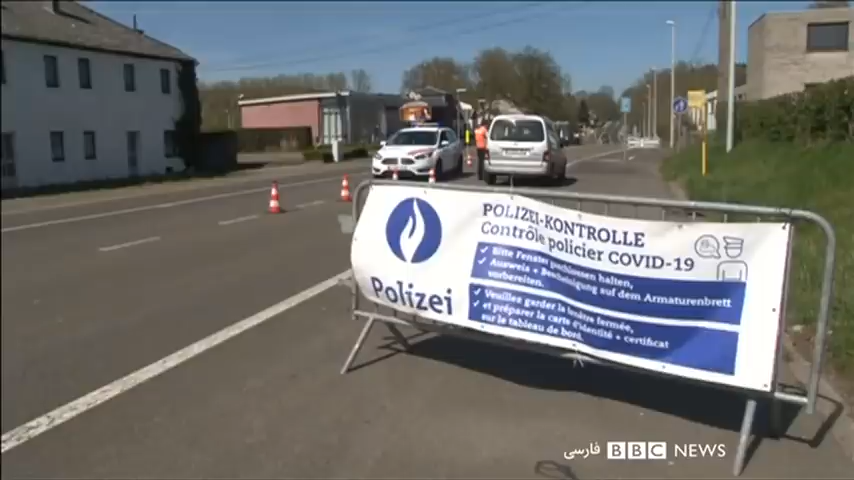 POLIZEI-KONTROLLE
Contrôle policier COVID-19
Polizei
✓ Bitte Fenster geschlossen halten,
✓ Ausweis + Bescheinigung auf dem Armaturenbrett
vorbereiten.
✓ Veuillez garder la fenêtre fermée,
✓ et préparer la carte d'identité + certificat
sur le tableau de bord.
فارسی BBC NEWS